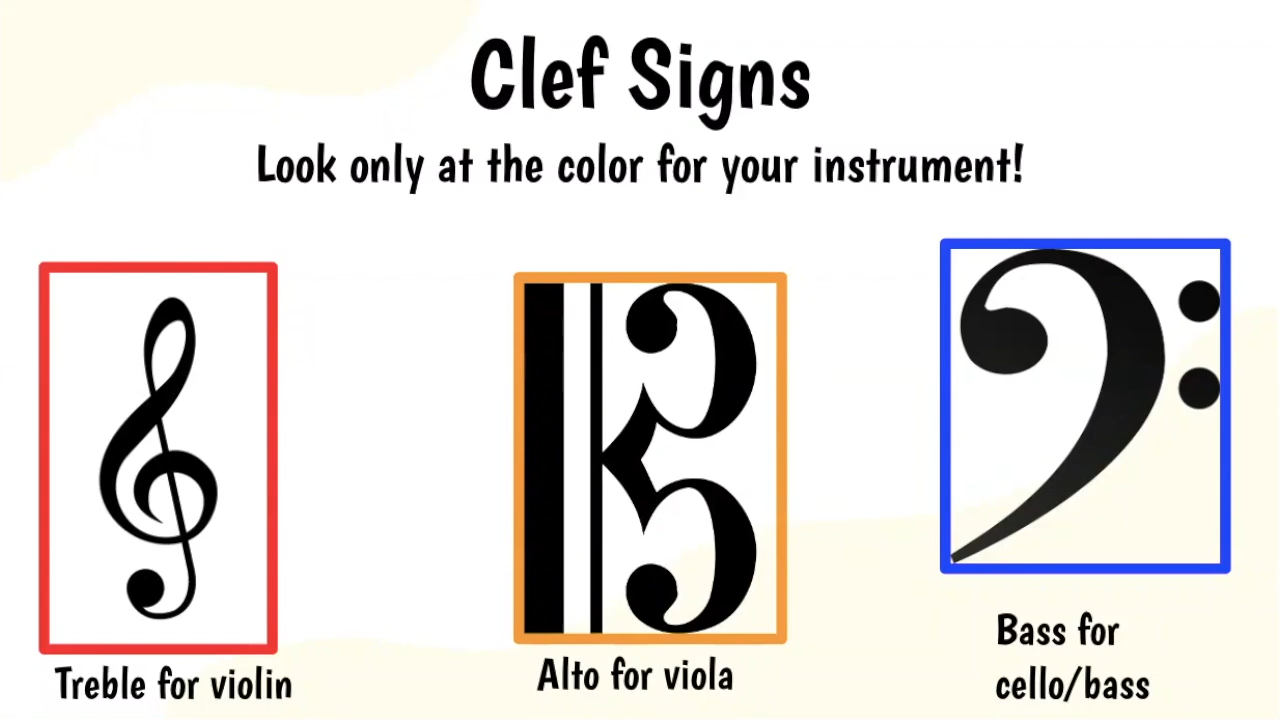 Clef Signs
Look only at the color for your instrument!
Treble for violin
Alto for viola
Bass for
cello/bass